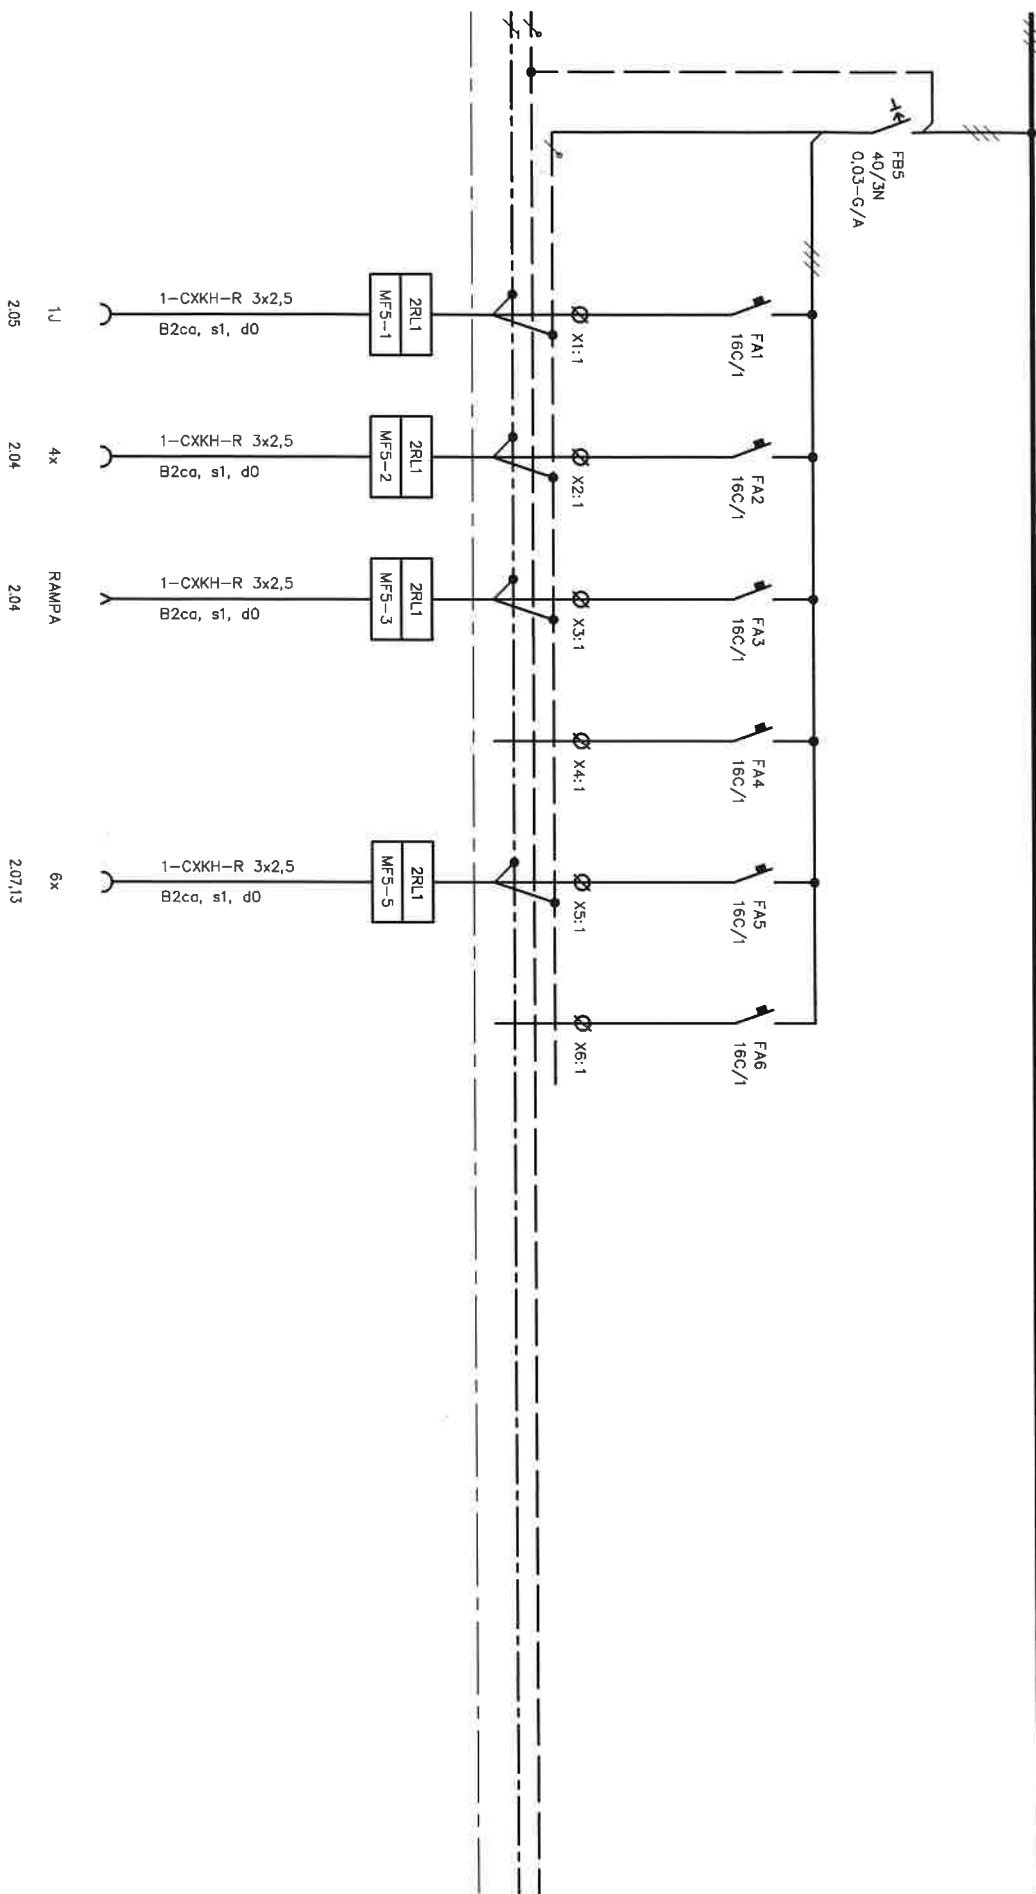 FB5
40/3N
0,03-G/A
FA1
16C/1
FA2
16C/1
FA3
16C/1
FA4
16C/1
FA5
16C/1
FA6
16C/1
X1:1
X2:1
X3:1
X4:1
X5:1
X6:1
2RL1
MF5-1
2RL1
MF5-2
2RL1
MF5-3
2RL1
MF5-5
1-CXKH-R 3x2,5
B2ca, s1, d0
1-CXKH-R 3x2,5
B2ca, s1, d0
1-CXKH-R 3x2,5
B2ca, s1, d0
1-CXKH-R 3x2,5
B2ca, s1, d0
1J
4x
RAMPA
6x
2.05
2.04
2.04
2.07,13